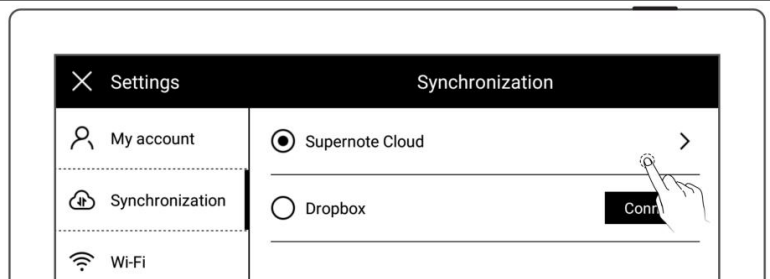 Settings
Synchronization
My account
Supernote Cloud
Synchronization
Dropbox
Wi-Fi